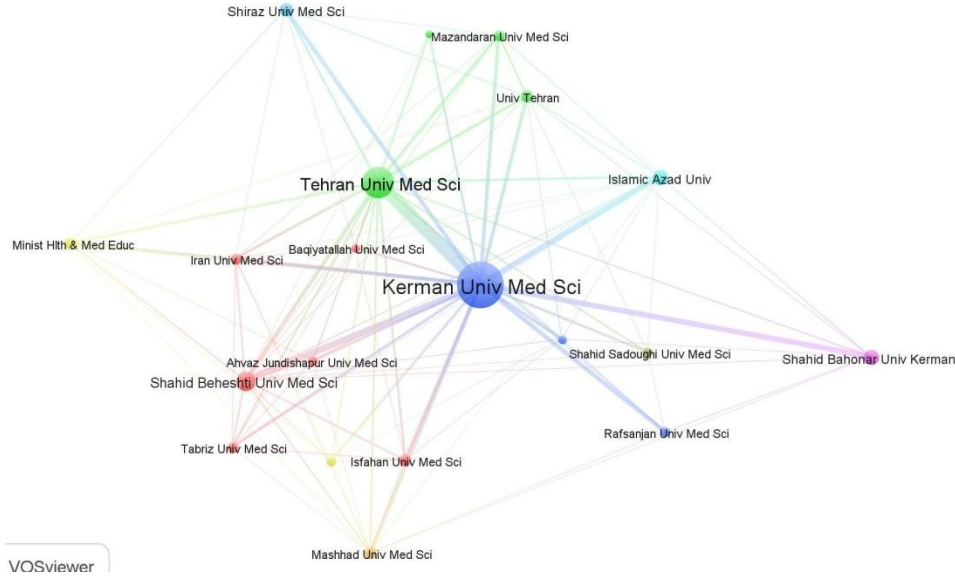 Shiraz Univ Med Sci
Mazandaran Univ Med Sci
Univ Tehran
Tehran Univ Med Sci
Islamic Azad Univ
Minist Hlth & Med Educ
Baqiyatallah Univ Med Sci
Iran Univ Med Sci
Kerman Univ Med Sci
Shahid Sadoughi Univ Med Sci
Shahid Bahonar Univ Kerman
Ahvaz Jundishapur Univ Med Sci
Shahid Beheshti Univ Med Sci
Rafsanjan Univ Med Sci
Tabriz Univ Med Sci
Isfahan Univ Med Sci
Mashhad Univ Med Sci
VOSviewer